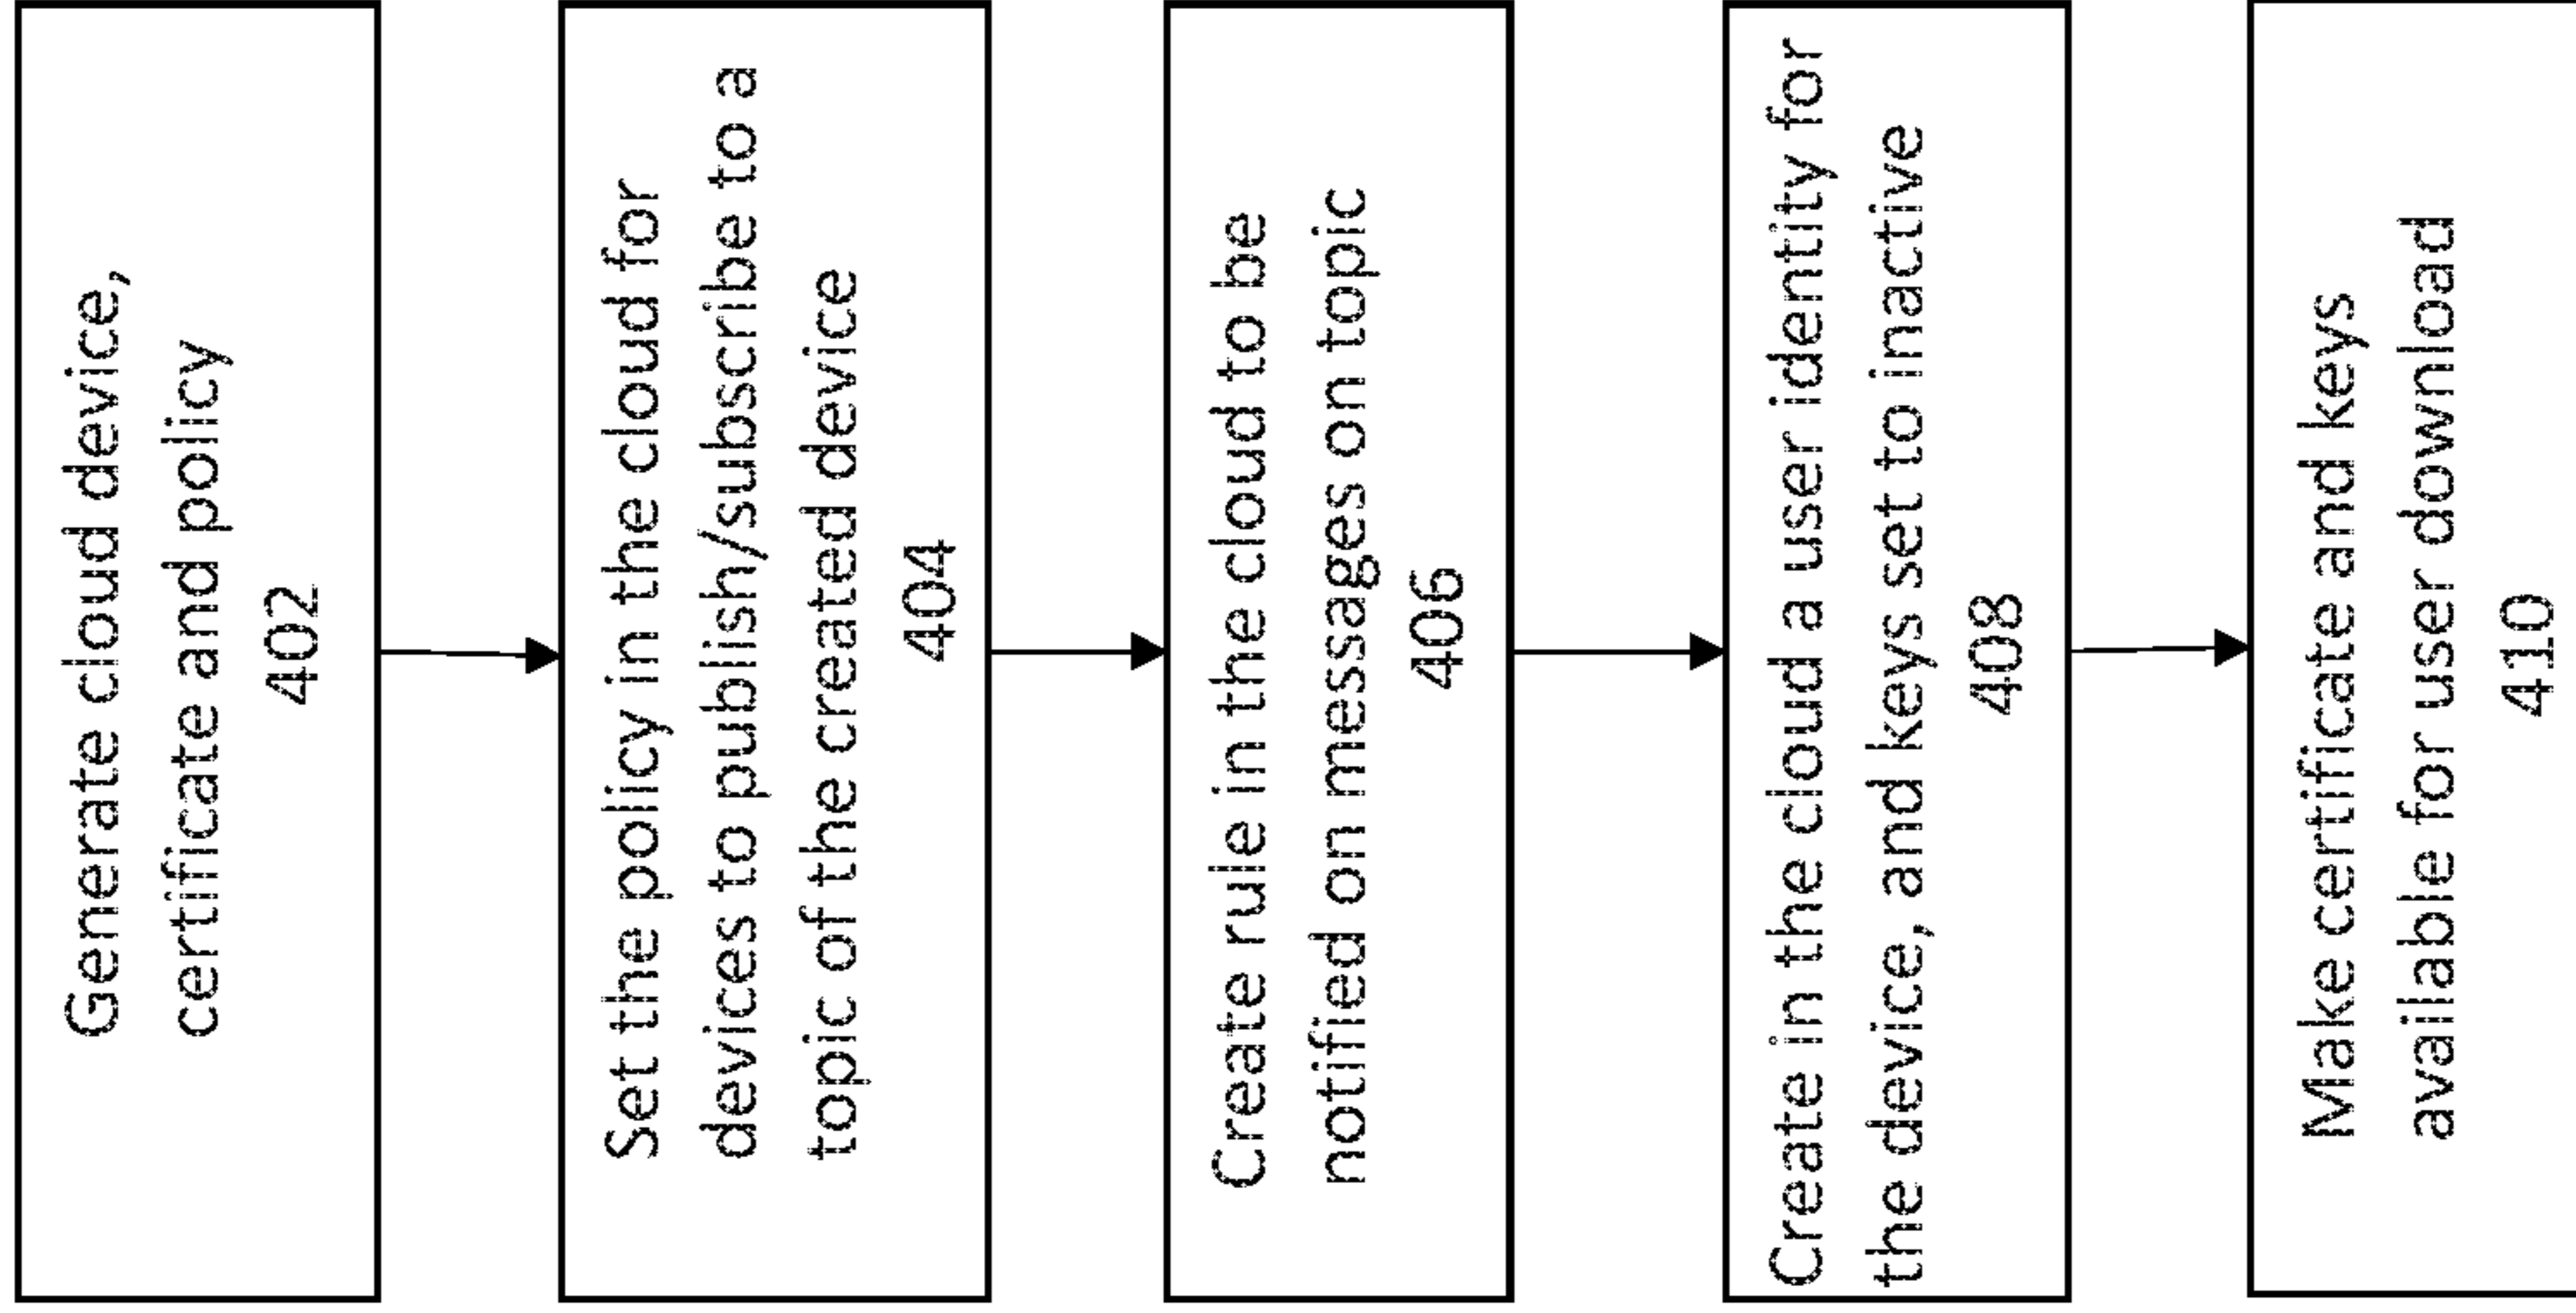 Generate cloud device,
certificate and policy
402
Set the policy in the cloud for
devices to publish/subscribe to a
topic of the created device
404
Create rule in the cloud to be
notified on messages on topic
406
Create in the cloud a user identity for
the device, and keys set to inactive
408
Make certificate and keys
available for user download
410